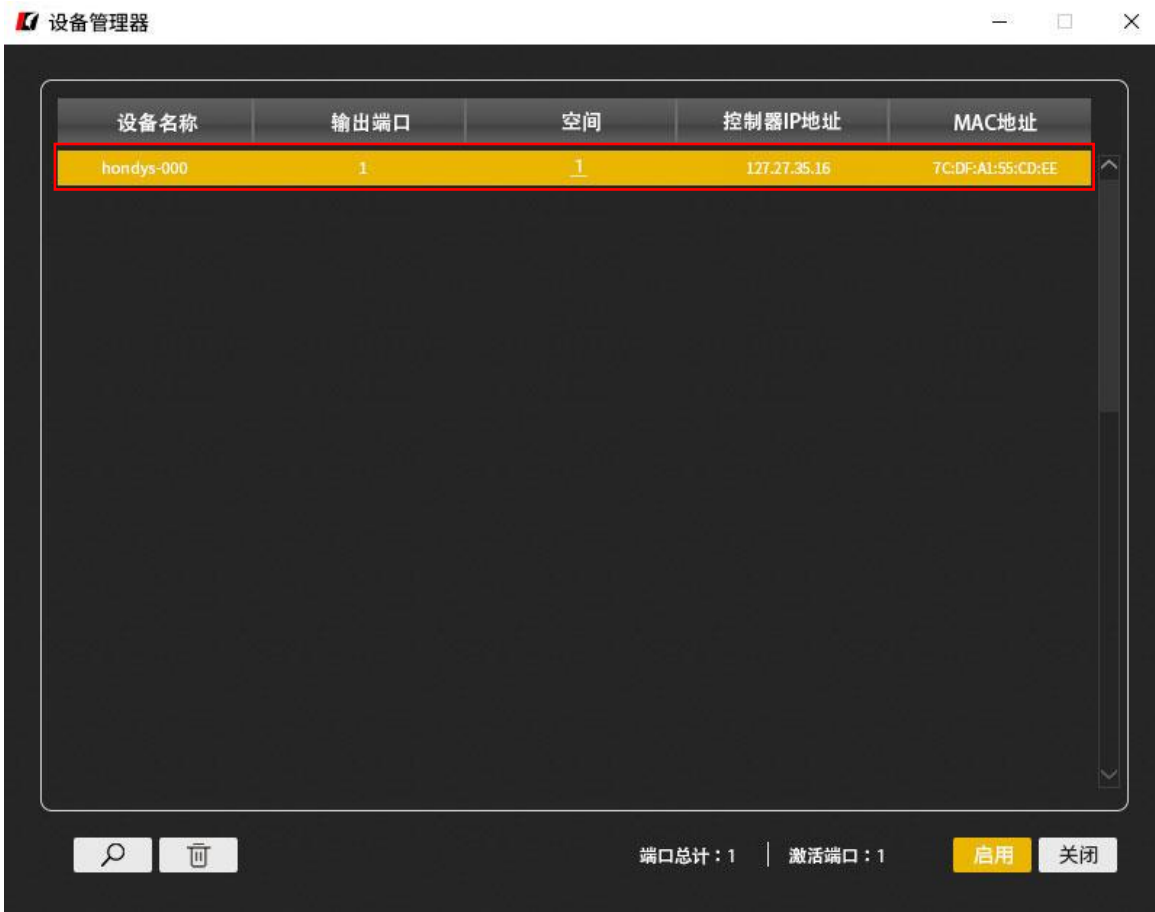 设备管理器
设备名称 输出端口 空间 控制器IP地址 MAC地址
hondys-000 1 1 127.27.35.16 7C:DF:A1:55:CD:EE
端口总计：1 激活端口：1 启用 关闭